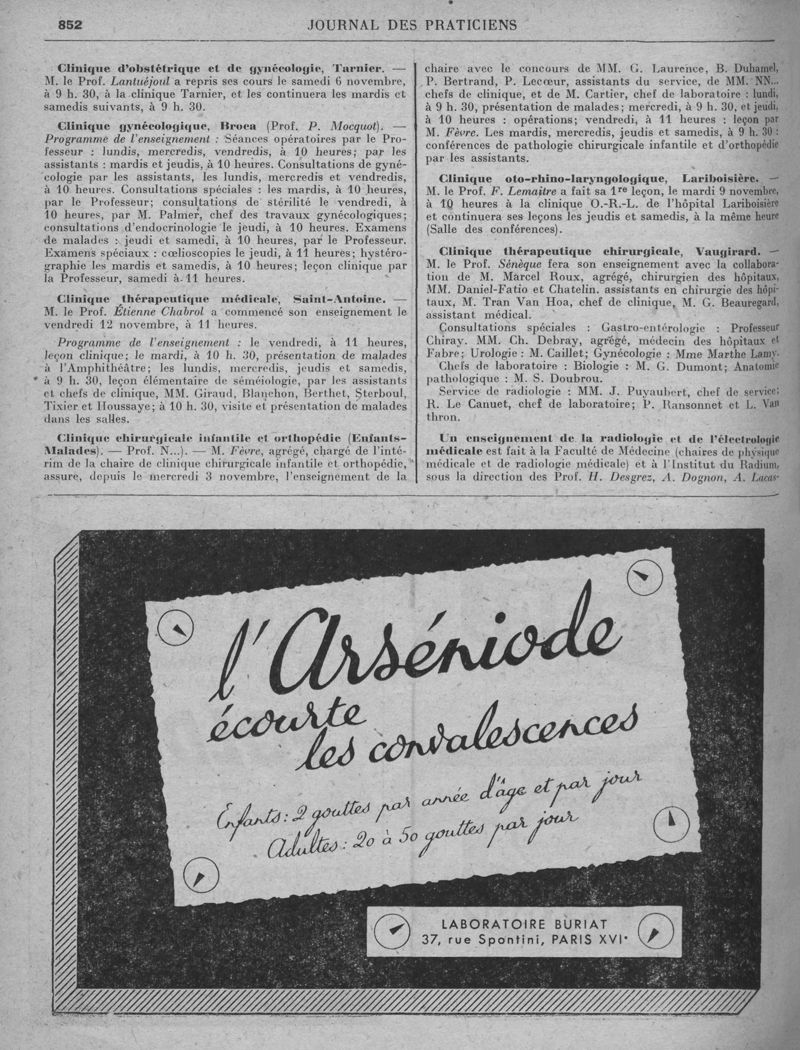 852
JOURNAL DES PRATICIENS
Clinique d'obstétrique et de gynécologie, Tarnier. —
M. le Prof. Lantuéjoul a repris ses cours le samedi 6 novembre,
à 9 h. 30, à la clinique Tarnier, et les continuera les mardis et
samedis suivants, à 9 h. 30.
Clinique gynécologique, Broca (Prof. P. Mocquot). —
Programme de l'enseignement : Séances opératoires par le Pro-
fesseur : lundis, mercredis, vendredis, à 10 heures; par les
assistants : mardis et jeudis, à 10 heures. Consultations de gyné-
cologie par les assistants, les lundis, mercredis et vendredis,
à 10 heures. Consultations spéciales : les mardis, à 10 heures,
par le Professeur; consultations de stérilité le vendredi, à
10 heures, par M. Palmer, chef des travaux gynécologiques;
consultations d'endocrinologie le jeudi, à 10 heures. Examens
de malades : jeudi et samedi, à 10 heures, par le Professeur.
Examens spéciaux : cœlioscopies le jeudi, à 11 heures; hystéro-
graphie les mardis et samedis, à 10 heures; leçon clinique par
la Professeur, samedi à 11 heures.
Clinique thérapeutique médicale, Saint-Antoine. —
M. le Prof. Étienne Chabrol a commencé son enseignement le
vendredi 12 novembre, à 11 heures.
Programme de l'enseignement : le vendredi, à 11 heures,
leçon clinique; le mardi, à 10 h. 30, présentation de malades
à l'Amphithéâtre; les lundis, mercredis, jeudis et samedis,
à 9 h. 30, leçon élémentaire de séméiologie, par les assistants
et chefs de clinique, MM. Giraud, Blanchon, Berthet, Sterboul,
Tixier et Houssaye; à 10 h. 30, visite et présentation de malades
dans les salles.
Clinique chirurgicale infantile et orthopédie (Enfants-
Malades). — Prof. N...). — M. Fèvre, agrégé, chargé de l'inté-
rim de la chaire de clinique chirurgicale infantile et orthopédie,
assure, depuis le mercredi 3 novembre, l'enseignement de la
chaire avec le concours de MM. G. Laurence, B. Duhamel,
P. Bertrand, P. Lecœur, assistants du service, de MM. NN...
chefs de clinique, et de M. Cartier, chef de laboratoire : lundi,
à 9 h. 30, présentation de malades; mercredi, à 9 h. 30, et jeudi,
à 10 heures : opérations; vendredi, à 11 heures : leçon par
M. Fèvre. Les mardis, mercredis, jeudis et samedis, à 9 h. 30 :
conférences de pathologie chirurgicale infantile et d'orthopédie
par les assistants.
Clinique oto-rhino-laryngologique, Lariboisière. —
M. le Prof. F. Lemaitre a fait sa 1re leçon, le mardi 9 novembre,
à 10 heures à la clinique O.-R.-L. de l'hôpital Lariboisière
et continuera ses leçons les jeudis et samedis, à la même heure
(Salle des conférences).
Clinique thérapeutique chirurgicale, Vaugirard. —
M. le Prof. Sénèque fera son enseignement avec la collabora-
tion de M. Marcel Roux, agrégé, chirurgien des hôpitaux,
MM. Daniel-Fatio et Chatelin. assistants en chirurgie des hôpi-
taux, M. Tran Van Hoa, chef de clinique, M. G. Beauregard,
assistant médical.
Consultations spéciales : Gastro-entérologie : Professeur
Chiray. MM. Ch. Debray, agrégé, médecin des hôpitaux et
Fabre; Urologie : M. Caillet; Gynécologie : Mme Marthe Lamy.
Chefs de laboratoire : Biologie : M. G. Dumont; Anatomie
pathologique : M. S. Doubrou.
Service de radiologie : MM. J. Puyaubert, chef de service;
R. Le Canuet, chef de laboratoire; P. Ransonnet et L. Van
thron.
Un enseignement de la radiologie et de l'électrologie
médicale est fait à la Faculté de Médecine (chaires de physique
médicale et de radiologie médicale) et à l'Institut du Radium,
sous la direction des Prof. H. Desgrez, A. Dognon, A. Lacas-
l'Arséniode
écourte
les convalescences
Enfants : 2 gouttes par année d'âge et par jour
Adultes : 20 à 50 gouttes par jour
LABORATOIRE BURIAT
37, rue Spontini, PARIS XVIe